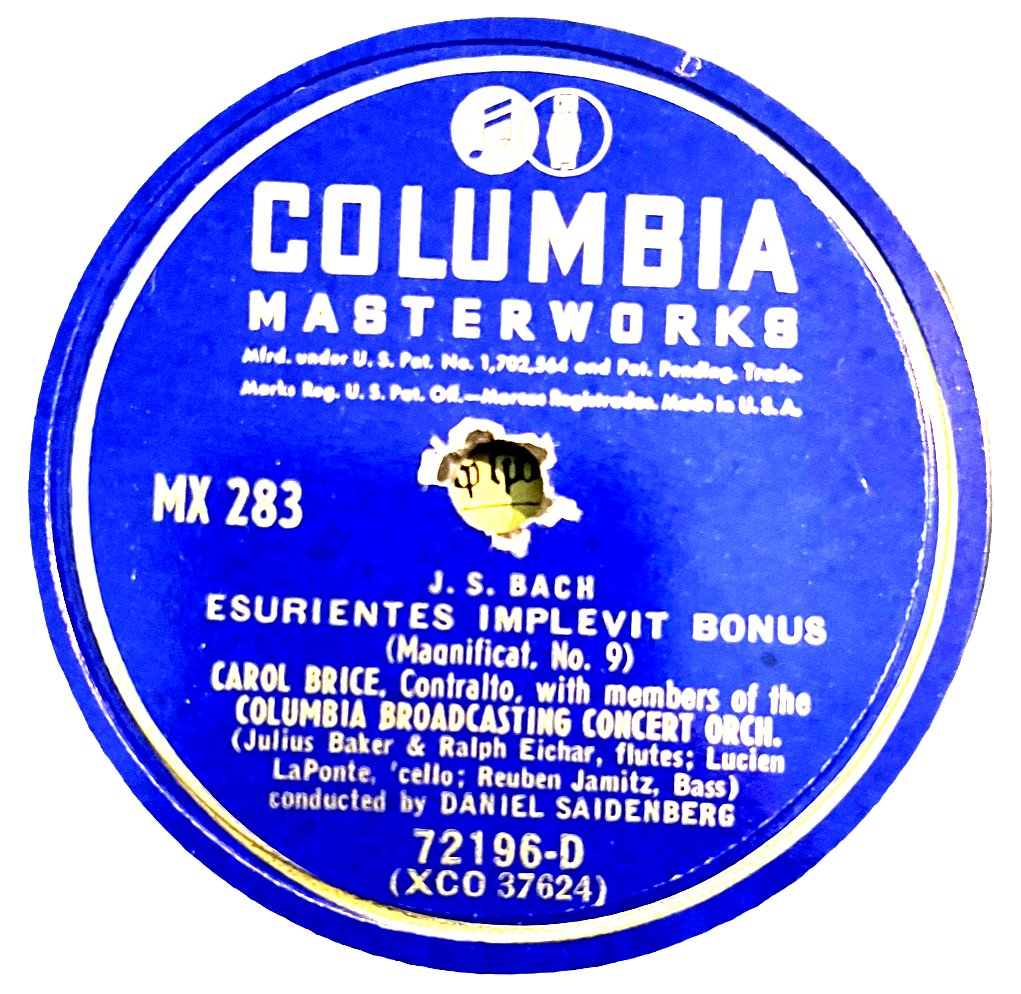 COLUMBIA
MASTERWORKS
Mfrd. under U. S. Pat. No. 1,702,564 and Pat. Pending. Trade-
Marks Reg. U. S. Pat. Off.—Marcas Registradas. Made in U. S. A.
MX 283
J. S. BACH
ESURIENTES IMPLEVIT BONUS
(Magnificat, No. 9)
CAROL BRICE, Contralto, with members of the
COLUMBIA BROADCASTING CONCERT ORCH.
(Julius Baker & Ralph Eichar, flutes; Lucien
LaPonte, 'cello; Reuben Jamitz, Bass)
conducted by DANIEL SAIDENBERG
72196-D
(XCO 37624)